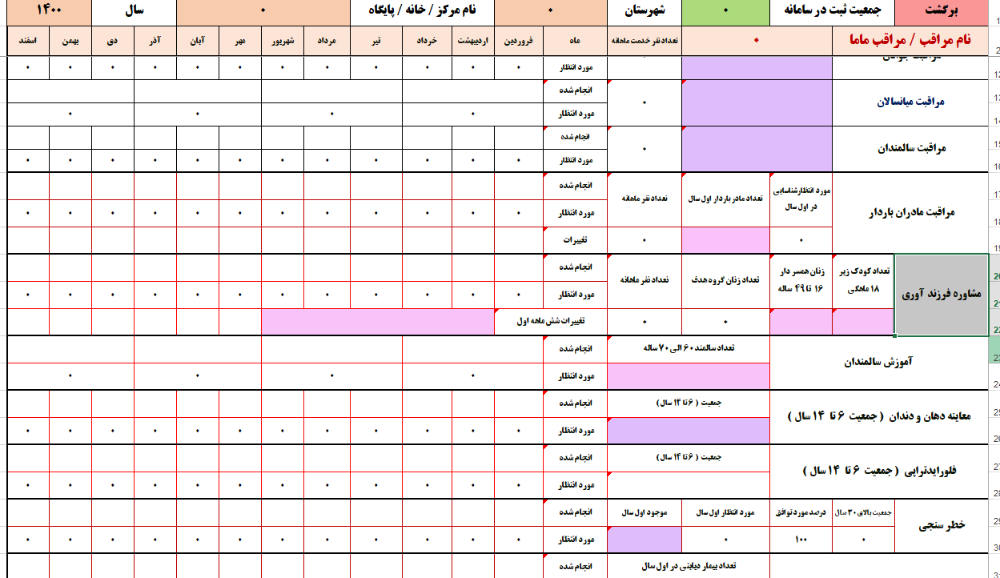 برگشت جمعیت ثبت در سامانه ۰ شهرستان ۰ نام مرکز / خانه / پایگاه ۰ سال ۱۴۰۰
نام مراقب / مراقب ماما ۰ تعداد نفر خدمت ماهانه ماه فروردین اردیبهشت خرداد تیر مرداد شهریور مهر آبان آذر دی بهمن اسفند
مورد انتظار ۰ ۰ ۰ ۰ ۰ ۰ ۰ ۰ ۰ ۰ ۰ ۰
مراقبت میانسالان ۰ انجام شده
مورد انتظار ۰ ۰ ۰ ۰
مراقبت سالمندان ۰ انجام شده
مورد انتظار ۰ ۰ ۰ ۰ ۰ ۰ ۰ ۰ ۰ ۰ ۰ ۰
مراقبت مادران باردار
مورد انتظار شناسایی
در اول سال
تعداد مادر باردار اول سال تعداد نفر ماهانه انجام شده
مورد انتظار ۰ ۰ ۰ ۰ ۰ ۰ ۰ ۰ ۰ ۰ ۰ ۰
۰ ۰ تغییرات
مشاوره فرزند آوری
تعداد کودک زیر
۱۸ ماهگی
زنان همسر دار
۱۶ تا ۴۹ ساله
تعداد زنان گروه هدف تعداد نفر ماهانه انجام شده
مورد انتظار ۰ ۰ ۰ ۰ ۰ ۰ ۰ ۰ ۰ ۰ ۰ ۰
۰ ۰ تغییرات شش ماهه اول
آموزش سالمندان تعداد سالمند ۶۰ الی ۷۰ ساله انجام شده
مورد انتظار ۰ ۰ ۰ ۰
معاینه دهان و دندان ( جمعیت ۶ تا ۱۴ سال ) جمعیت ( ۶ تا ۱۴ سال) انجام شده
مورد انتظار ۰ ۰ ۰ ۰ ۰ ۰ ۰ ۰ ۰ ۰ ۰ ۰
فلورایدتراپی ( جمعیت ۶ تا ۱۴ سال ) جمعیت ( ۶ تا ۱۴ سال) انجام شده
مورد انتظار ۰ ۰ ۰ ۰ ۰ ۰ ۰ ۰ ۰ ۰ ۰ ۰
خطر سنجی جمعیت بالای ۳۰ سال درصد مورد توافق مورد انتظار اول سال موجود اول سال انجام شده
۰ ۱۰۰ ۰ مورد انتظار ۰ ۰ ۰ ۰ ۰ ۰ ۰ ۰ ۰ ۰ ۰ ۰
تعداد بیمار دیابتی در اول سال انجام شده